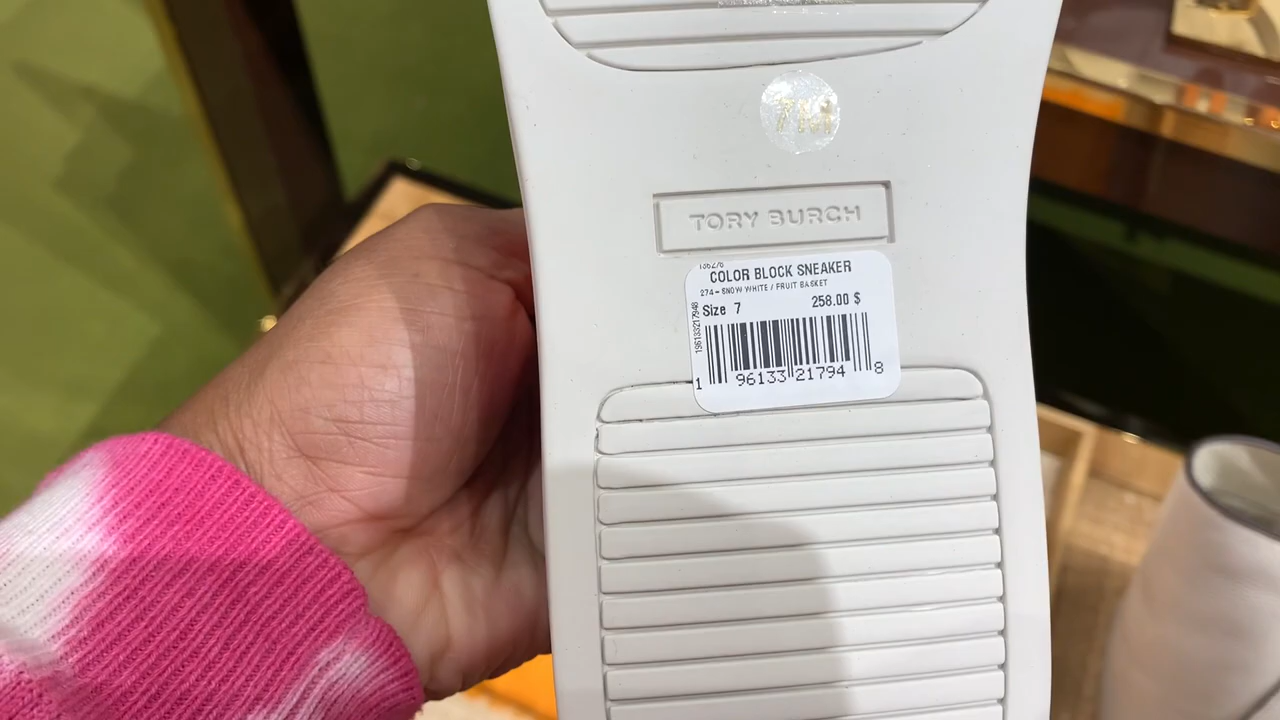 7M
TORY BURCH
COLOR BLOCK SNEAKER
274 - SNOW WHITE / FRUIT BASKET
Size 7 258.00 $
196133217948
1 96133 21794 8